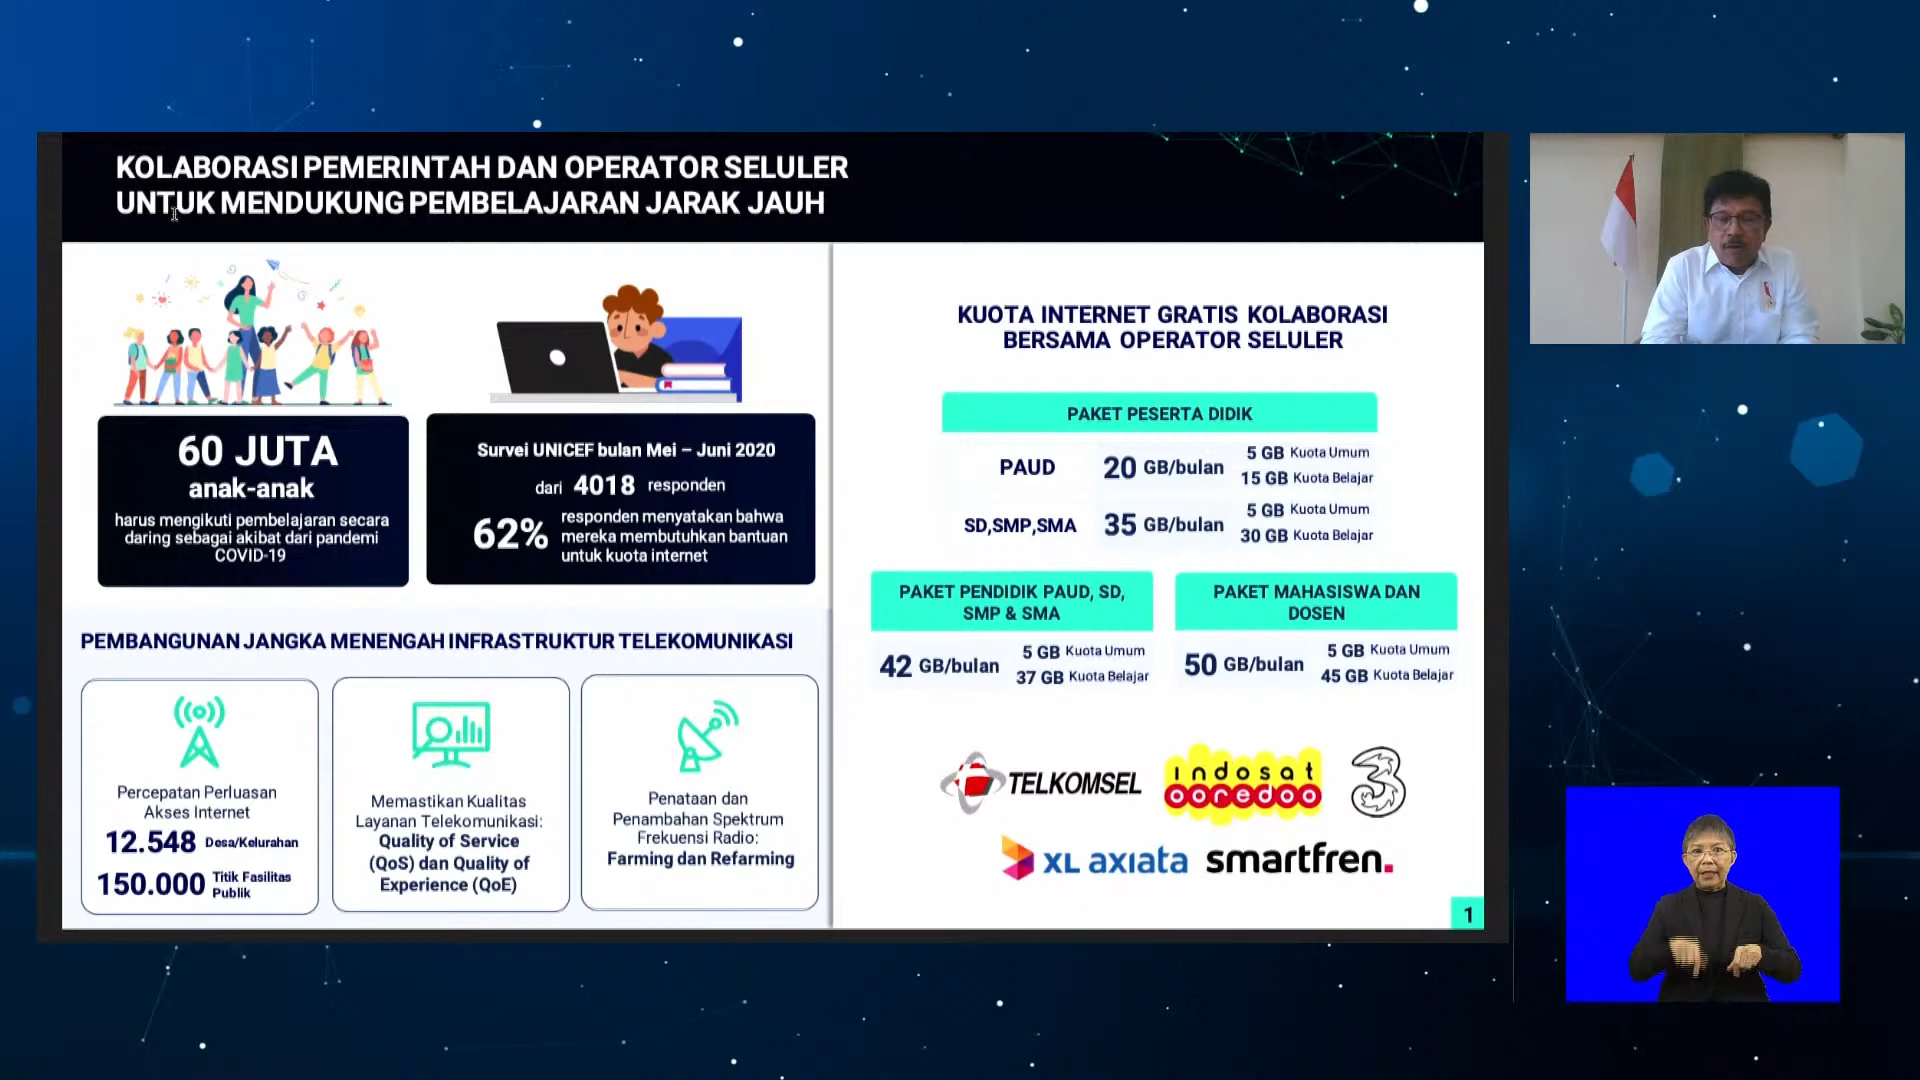 KOLABORASI PEMERINTAH DAN OPERATOR SELULER
UNTUK MENDUKUNG PEMBELAJARAN JARAK JAUH
60 JUTA
anak-anak
harus mengikuti pembelajaran secara
daring sebagai akibat dari pandemi
COVID-19
Survei UNICEF bulan Mei – Juni 2020
dari 4018 responden
62% responden menyatakan bahwa
mereka membutuhkan bantuan
untuk kuota internet
PEMBANGUNAN JANGKA MENENGAH INFRASTRUKTUR TELEKOMUNIKASI
Percepatan Perluasan
Akses Internet
12.548 Desa/Kelurahan
150.000 Titik Fasilitas
Publik
Memastikan Kualitas
Layanan Telekomunikasi:
Quality of Service
(QoS) dan Quality of
Experience (QoE)
Penataan dan
Penambahan Spektrum
Frekuensi Radio:
Farming dan Refarming
KUOTA INTERNET GRATIS KOLABORASI
BERSAMA OPERATOR SELULER
PAKET PESERTA DIDIK
PAUD 20 GB/bulan 5 GB Kuota Umum
15 GB Kuota Belajar
SD,SMP,SMA 35 GB/bulan 5 GB Kuota Umum
30 GB Kuota Belajar
PAKET PENDIDIK PAUD, SD,
SMP & SMA
42 GB/bulan 5 GB Kuota Umum
37 GB Kuota Belajar
PAKET MAHASISWA DAN
DOSEN
50 GB/bulan 5 GB Kuota Umum
45 GB Kuota Belajar
TELKOMSEL
indosat
ooredoo
3
XL axiata
smartfren.
1